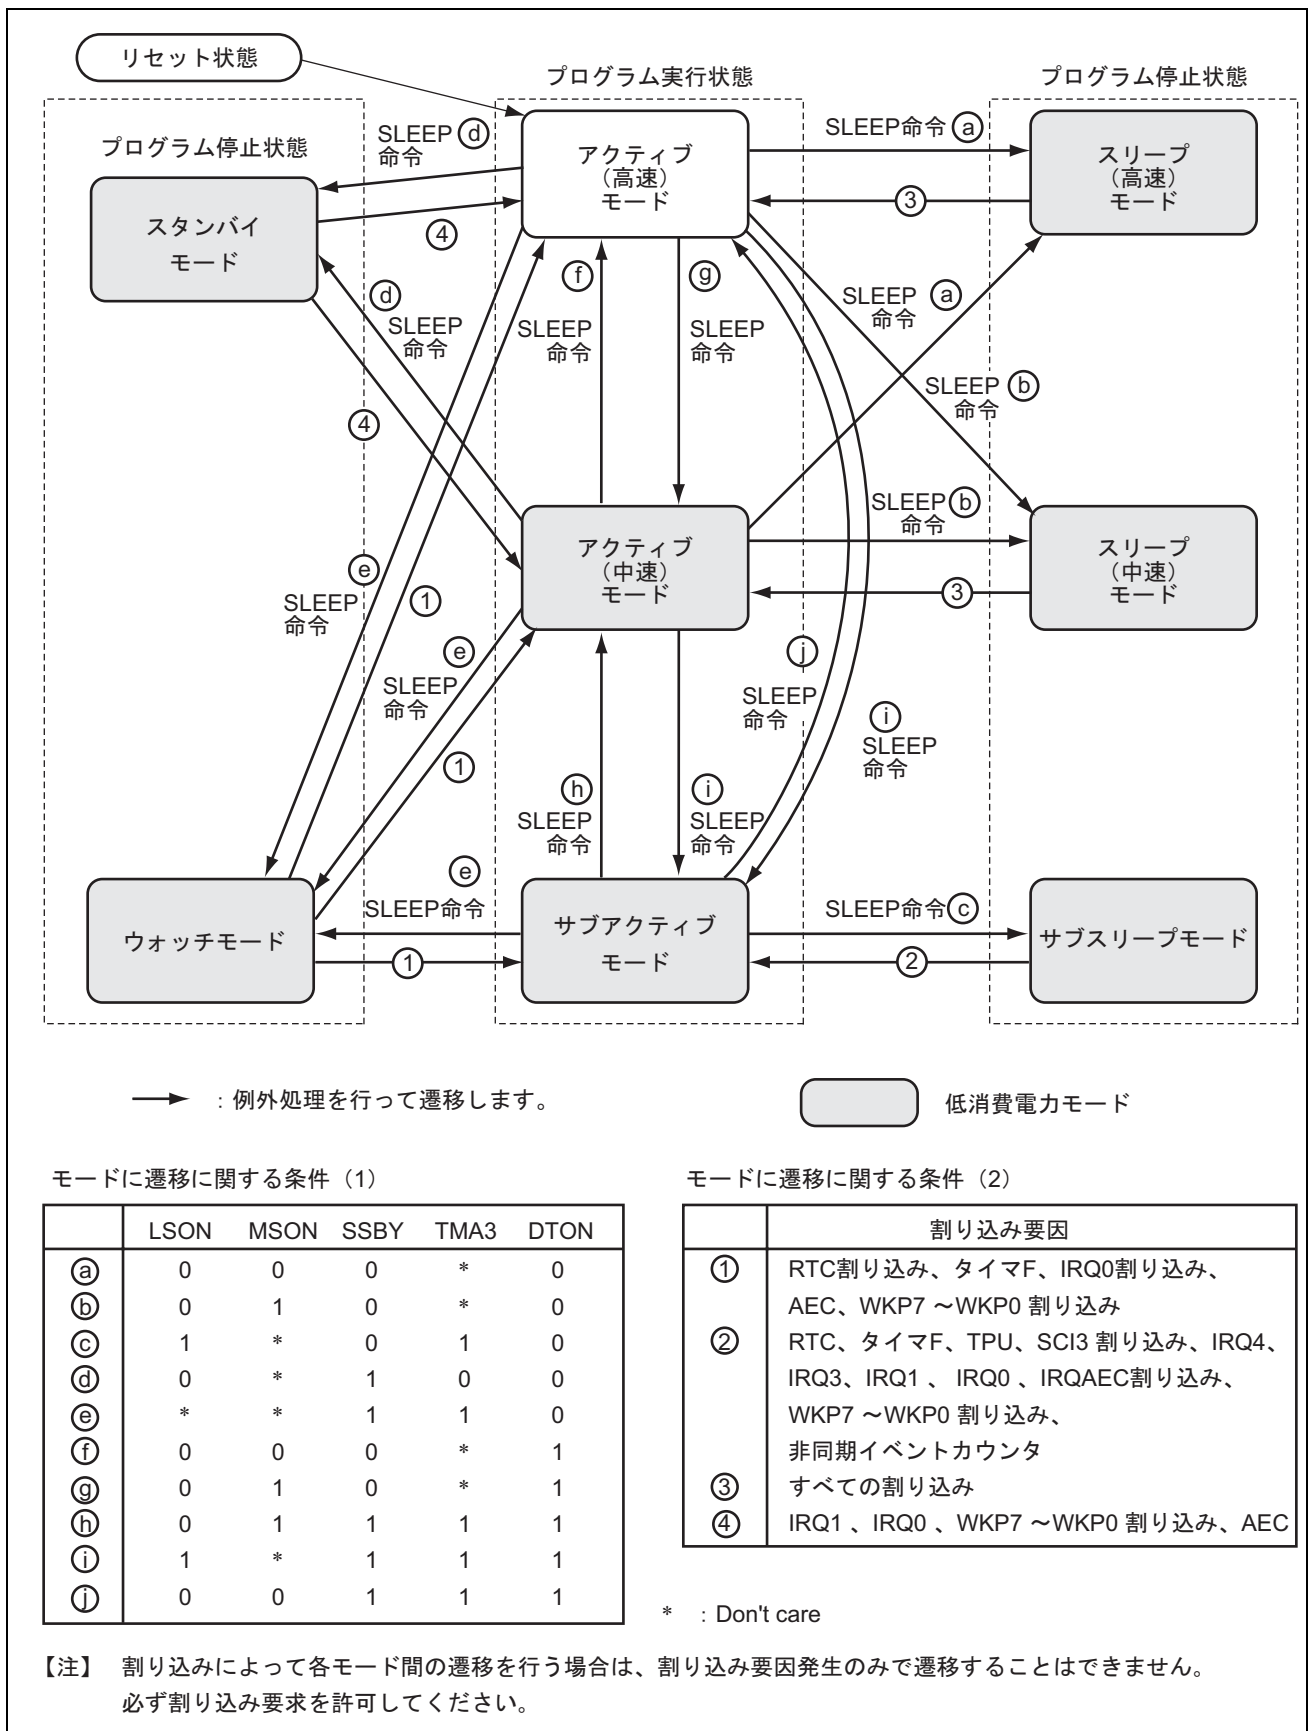 リセット状態
プログラム実行状態
プログラム停止状態
プログラム停止状態
SLEEP ⓓ
命令
アクティブ
（高速）
モード
SLEEP命令 ⓐ
スリープ
（高速）
モード
③
スタンバイ
モード
④
ⓓ
SLEEP
命令
ⓕ
SLEEP
命令
ⓖ
SLEEP
命令
SLEEP ⓐ
命令
SLEEP ⓑ
命令
④
アクティブ
（中速）
モード
SLEEP ⓑ
命令
スリープ
（中速）
モード
③
ⓔ
SLEEP
命令
①
ⓔ
SLEEP
命令
①
ⓙ
SLEEP
命令
ⓘ
SLEEP
命令
ⓗ
SLEEP
命令
ⓘ
SLEEP
命令
ⓔ
SLEEP命令
ウォッチモード
①
サブアクティブ
モード
SLEEP命令 ⓒ
②
サブスリープモード
：例外処理を行って遷移します。
低消費電力モード
モードに遷移に関する条件（1）
LSON MSON SSBY TMA3 DTON
ⓐ 0 0 0 * 0
ⓑ 0 1 0 * 0
ⓒ 1 * 0 1 0
ⓓ 0 * 1 0 0
ⓔ * * 1 1 0
ⓕ 0 0 0 * 1
ⓖ 0 1 0 * 1
ⓗ 0 1 1 1 1
ⓘ 1 * 1 1 1
ⓙ 0 0 1 1 1
モードに遷移に関する条件（2）
割り込み要因
① RTC割り込み、タイマF、IRQ0割り込み、
AEC、WKP7 ～WKP0 割り込み
② RTC、タイマF、TPU、SCI3 割り込み、IRQ4、
IRQ3、IRQ1 、 IRQ0 、IRQAEC割り込み、
WKP7 ～WKP0 割り込み、
非同期イベントカウンタ
③ すべての割り込み
④ IRQ1 、IRQ0 、WKP7 ～WKP0 割り込み、AEC
* : Don't care
【注】 割り込みによって各モード間の遷移を行う場合は、割り込み要因発生のみで遷移することはできません。
必ず割り込み要求を許可してください。